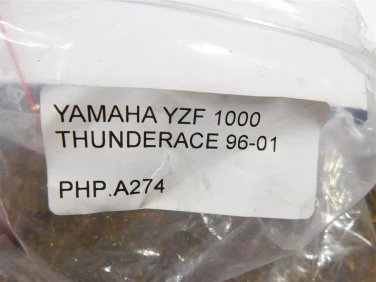 YAMAHA YZF 1000
THUNDERACE 96-01
PHP.A274